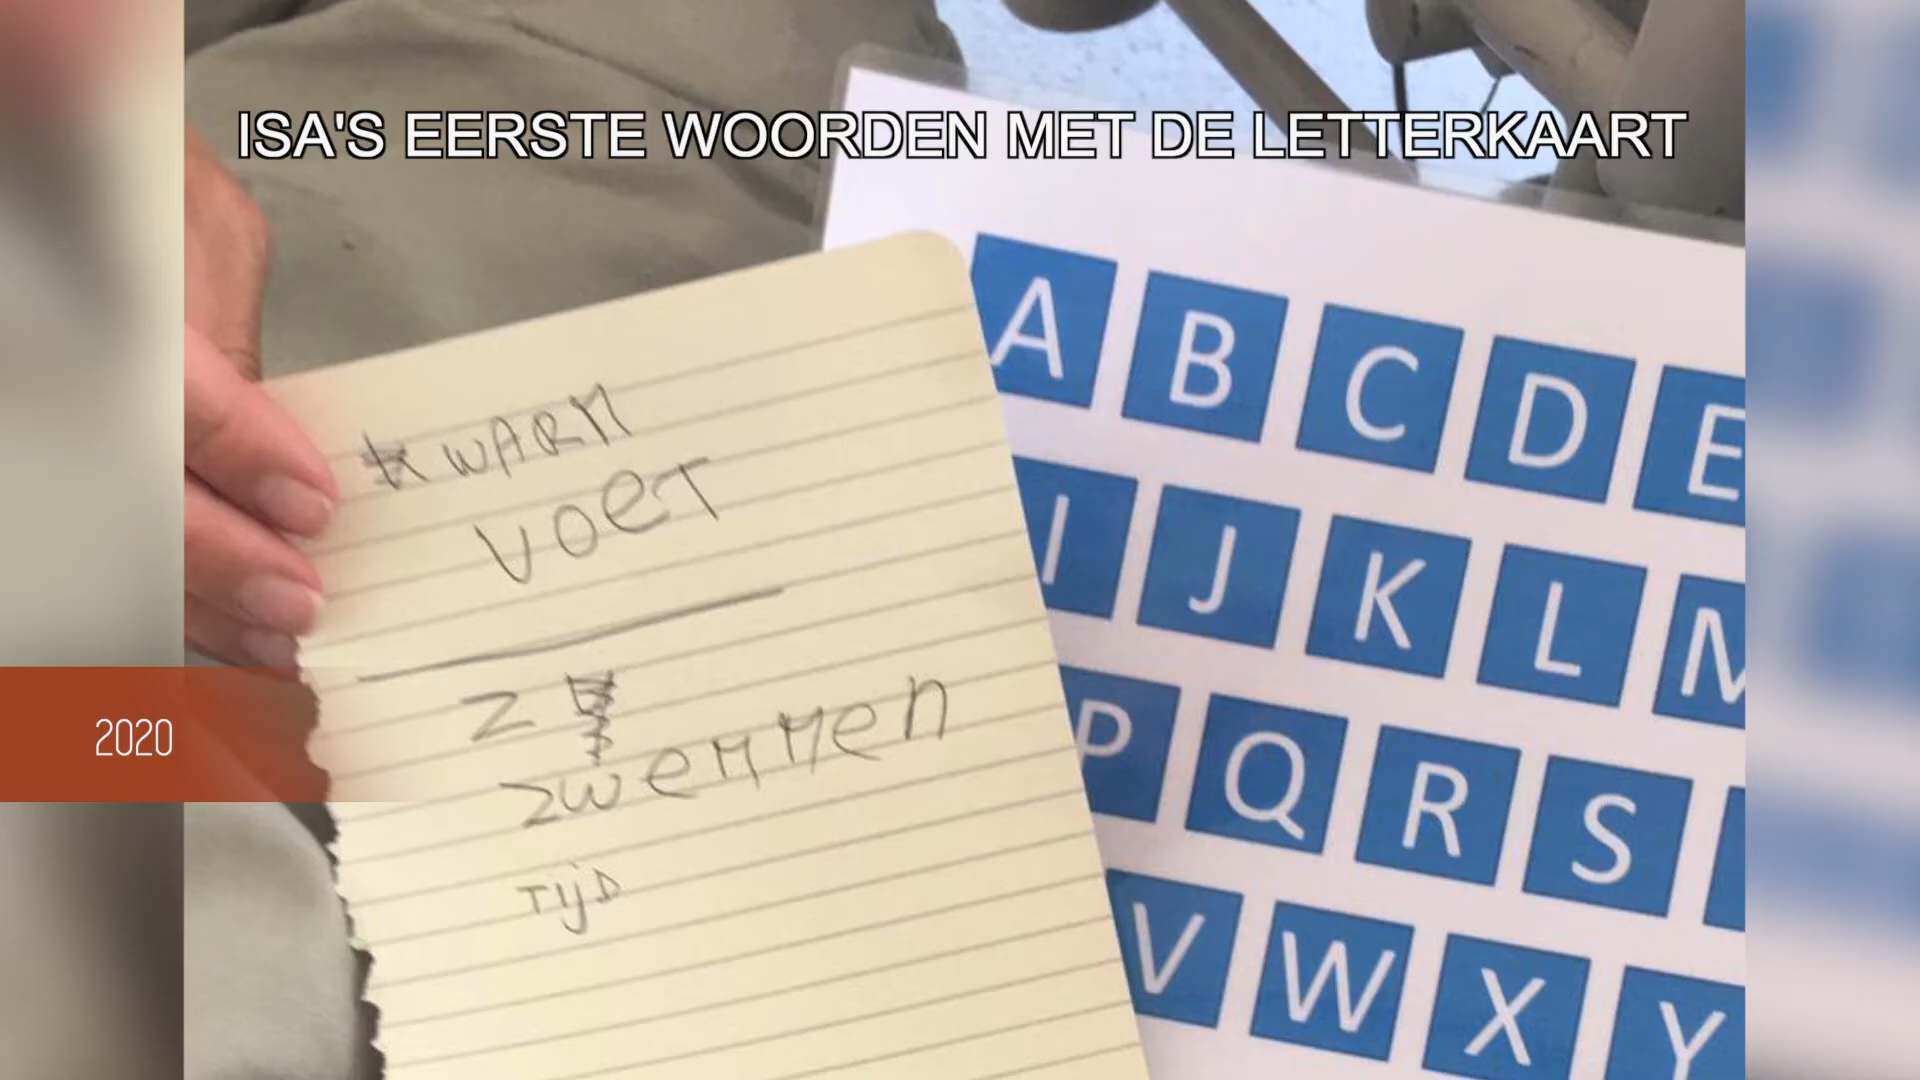 ISA'S EERSTE WOORDEN MET DE LETTERKAART
WARM
VOeT
Z
zwemmen
TijD
2020
A B C D E
I J K L M
P Q R S
V W X Y